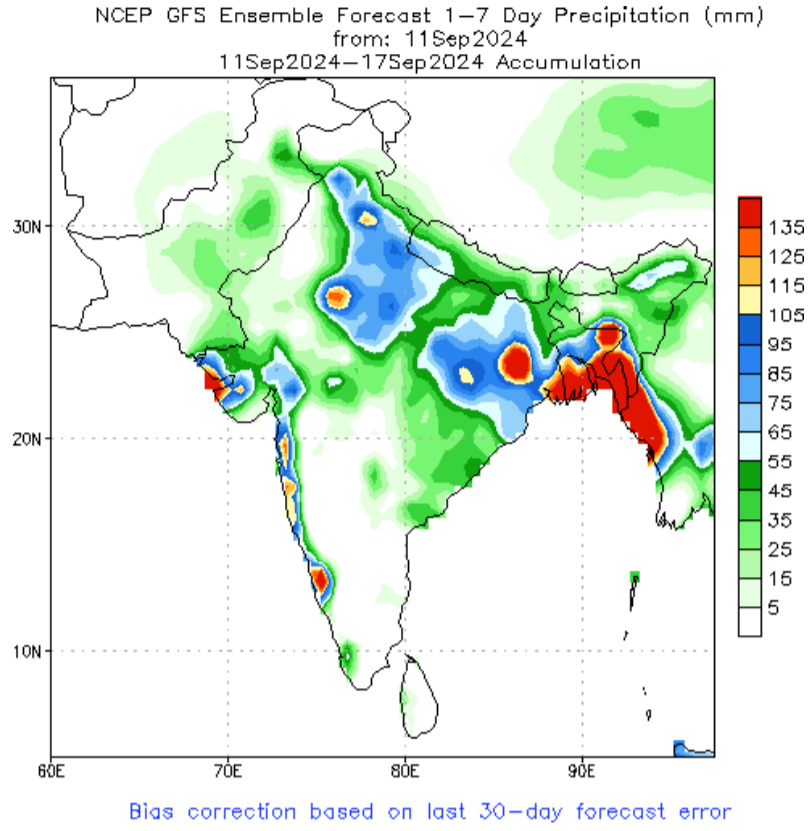 NCEP GFS Ensemble Forecast 1-7 Day Precipitation (mm)
from: 11Sep2024
11Sep2024-17Sep2024 Accumulation
30N
20N
10N
60E
70E
80E
90E
135
125
115
105
95
85
75
65
55
45
35
25
15
5
Bias correction based on last 30-day forecast error